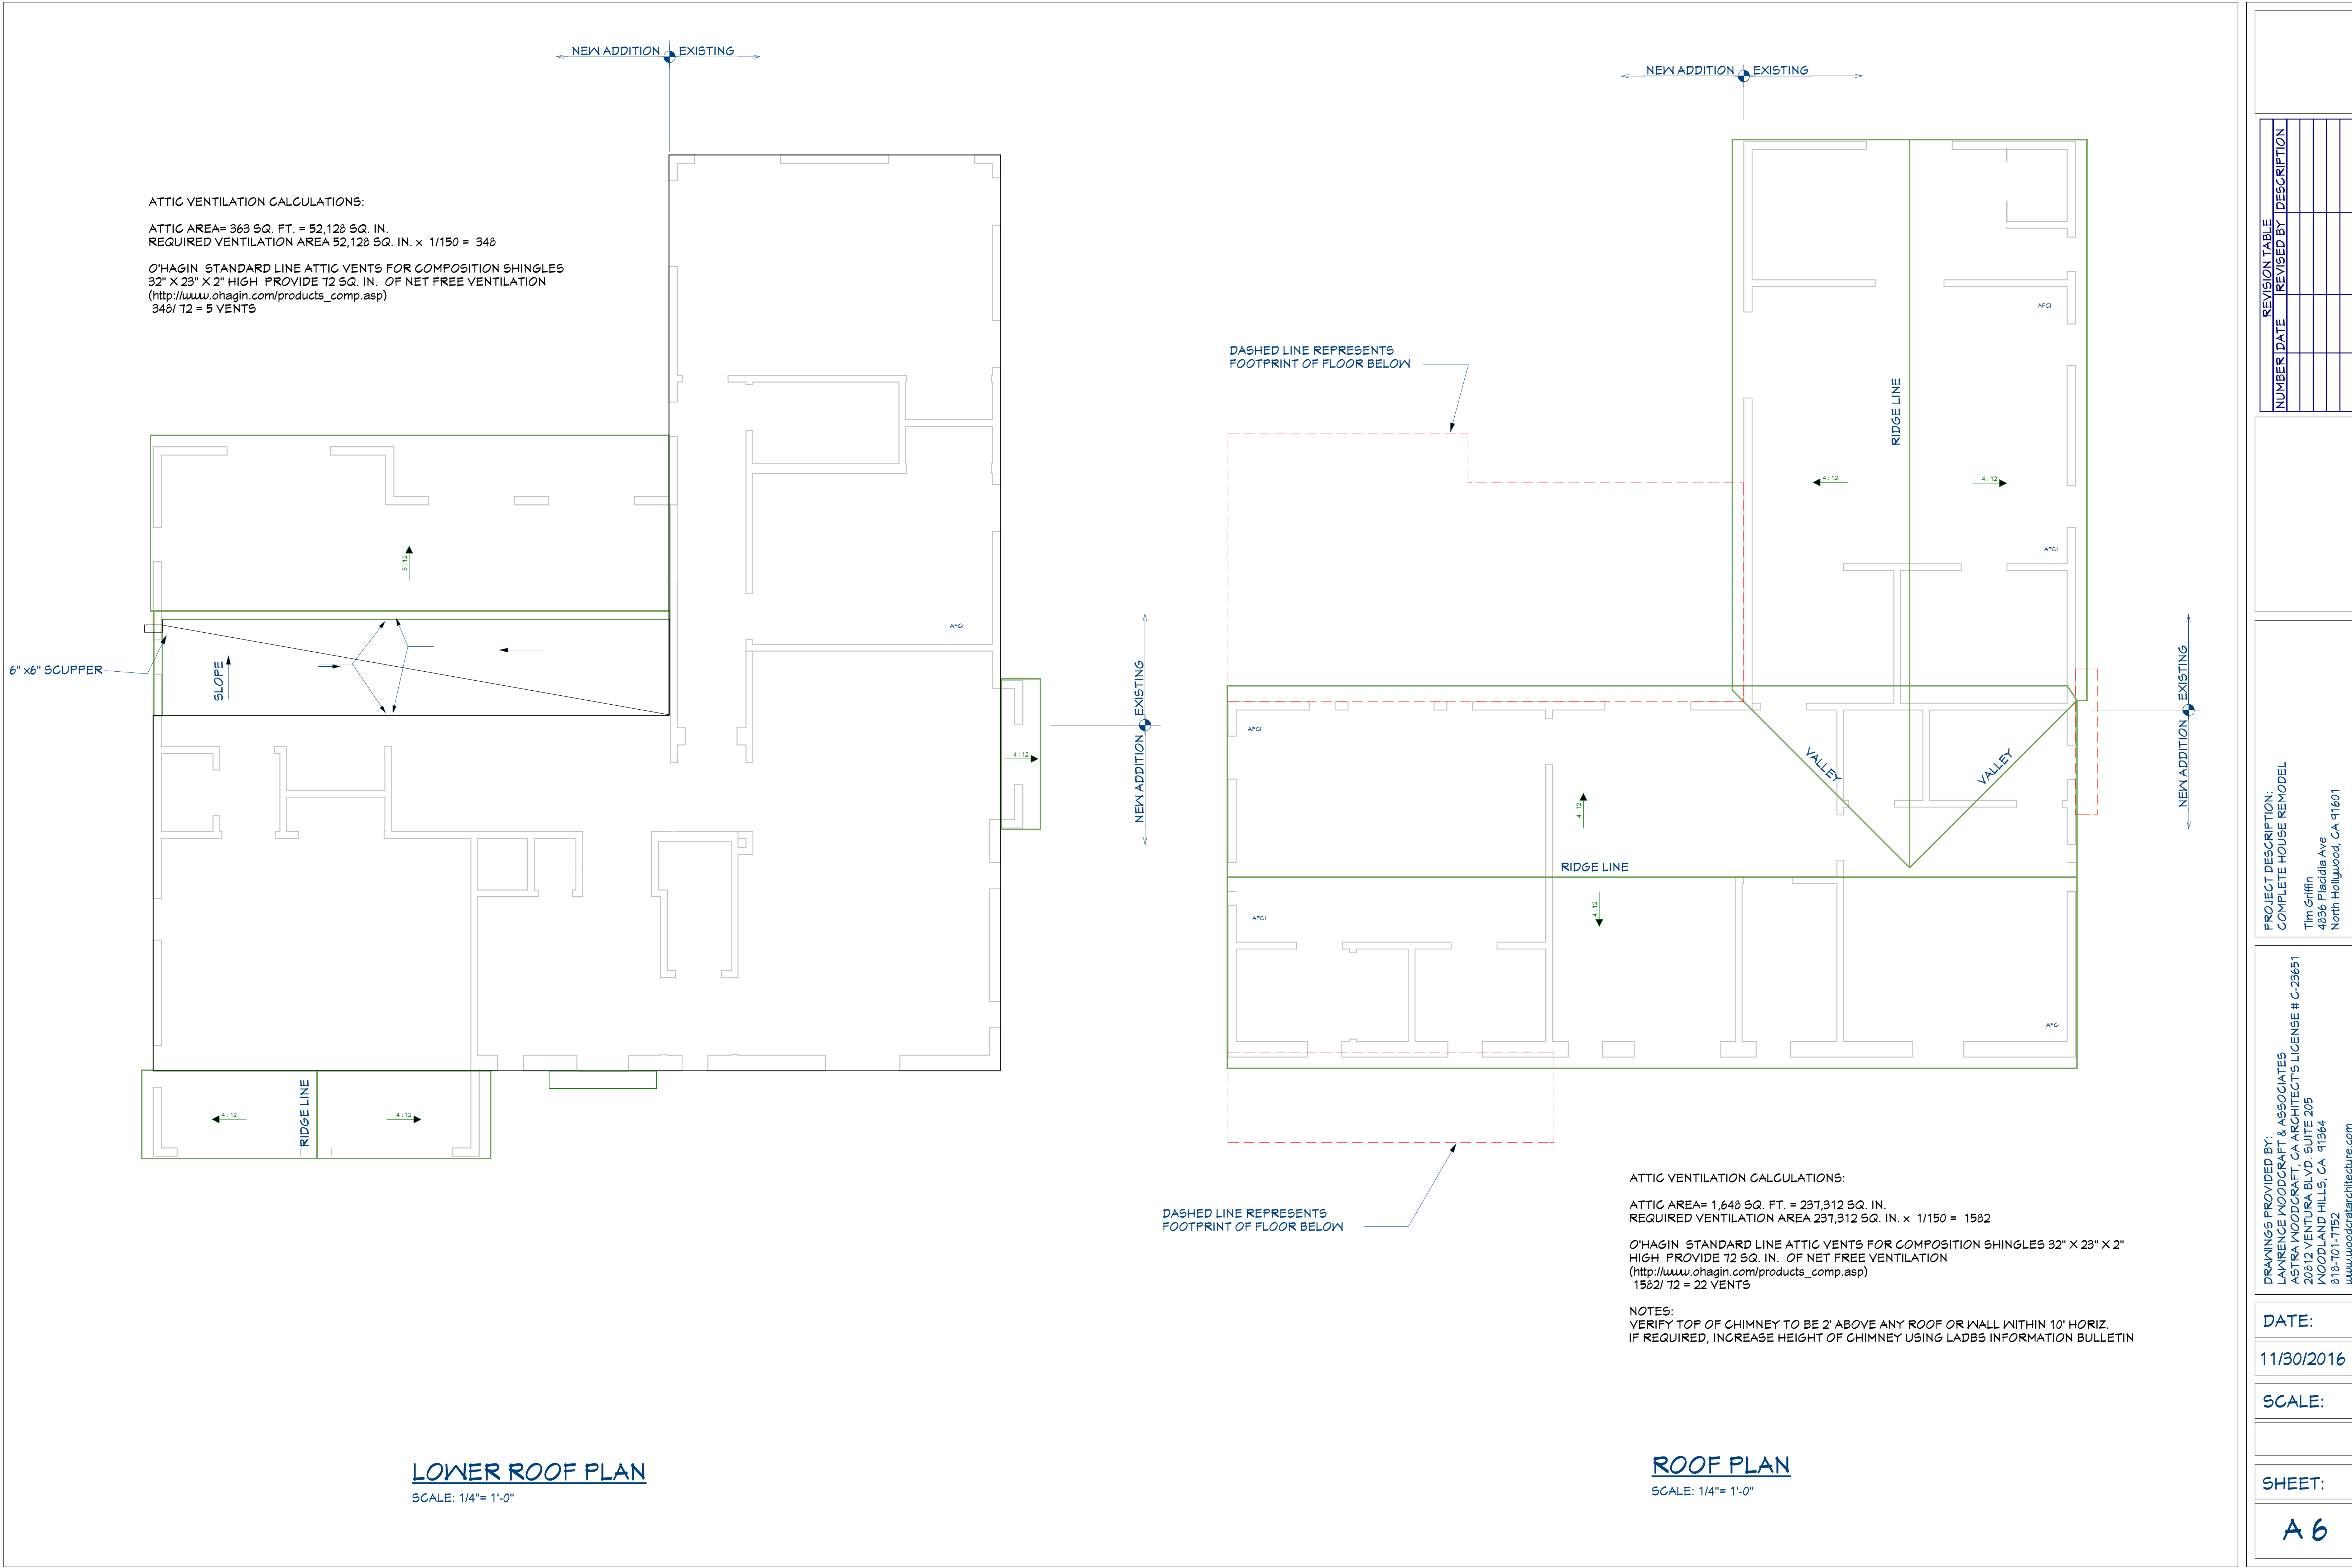 NEW ADDITION
EXISTING
ATTIC VENTILATION CALCULATIONS:
ATTIC AREA= 363 SQ. FT. = 52,128 SQ. IN.
REQUIRED VENTILATION AREA 52,128 SQ. IN. x 1/150 = 348
O'HAGIN STANDARD LINE ATTIC VENTS FOR COMPOSITION SHINGLES
32" X 23" X 2" HIGH PROVIDE 72 SQ. IN. OF NET FREE VENTILATION
(http://www.ohagin.com/products_comp.asp)
348/ 72 = 5 VENTS
3 : 12
AFCI
6" x6" SCUPPER
SLOPE
4 : 12
NEW ADDITION
EXISTING
4 : 12
RIDGE LINE
4 : 12
LOWER ROOF PLAN
SCALE: 1/4"= 1'-0"
NEW ADDITION
EXISTING
DASHED LINE REPRESENTS
FOOTPRINT OF FLOOR BELOW
AFCI
RIDGE LINE
4 : 12
4 : 12
AFCI
NEW ADDITION
EXISTING
AFCI
VALLEY
VALLEY
4 : 12
RIDGE LINE
4 : 12
AFCI
AFCI
DASHED LINE REPRESENTS
FOOTPRINT OF FLOOR BELOW
ATTIC VENTILATION CALCULATIONS:
ATTIC AREA= 1,648 SQ. FT. = 237,312 SQ. IN.
REQUIRED VENTILATION AREA 237,312 SQ. IN. x 1/150 = 1582
O'HAGIN STANDARD LINE ATTIC VENTS FOR COMPOSITION SHINGLES 32" X 23" X 2"
HIGH PROVIDE 72 SQ. IN. OF NET FREE VENTILATION
(http://www.ohagin.com/products_comp.asp)
1582/ 72 = 22 VENTS
NOTES:
VERIFY TOP OF CHIMNEY TO BE 2' ABOVE ANY ROOF OR WALL WITHIN 10' HORIZ.
IF REQUIRED, INCREASE HEIGHT OF CHIMNEY USING LADBS INFORMATION BULLETIN
ROOF PLAN
SCALE: 1/4"= 1'-0"
REVISION TABLE
NUMBER DATE REVISED BY DESCRIPTION
PROJECT DESCRIPTION:
COMPLETE HOUSE REMODEL
Tim Griffin
4836 Placidia Ave
North Hollywood, CA 91601
DRAWINGS PROVIDED BY:
LAWRENCE WOODCRAFT & ASSOCIATES
ASTRA WOODCRAFT, CA ARCHITECT'S LICENSE # C-23651
20812 VENTURA BLVD. SUITE 205
WOODLAND HILLS, CA 91364
818-701-7752
www.woodcratarchitecture.com
DATE:
11/30/2016
SCALE:
SHEET:
A 6